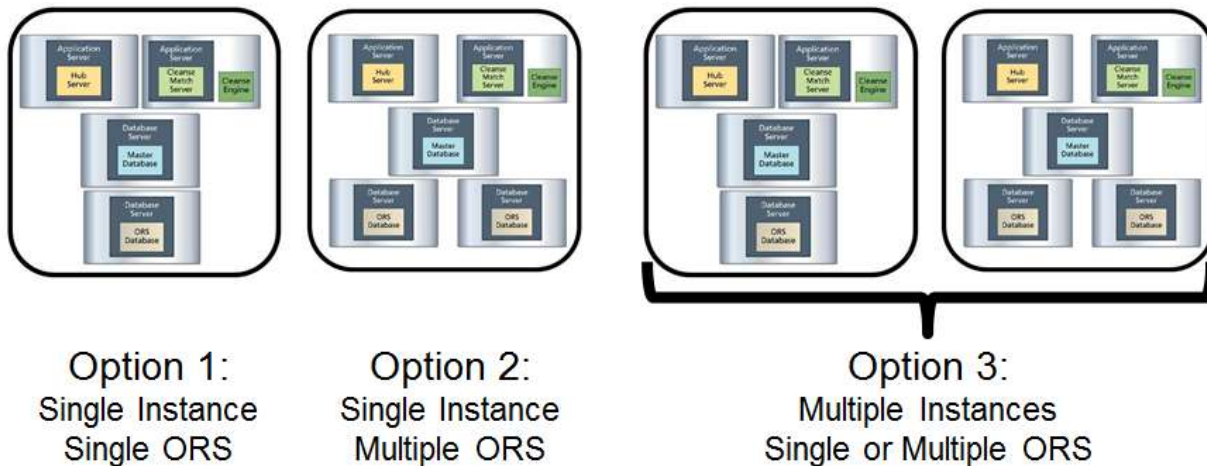 Application
Server
Hub
Server
Application
Server
Cleanse
Match
Server
Cleanse
Engine
Database
Server
Master
Database
Database
Server
ORS
Database
Application
Server
Hub
Server
Application
Server
Cleanse
Match
Server
Cleanse
Engine
Database
Server
Master
Database
Database
Server
ORS
Database
Database
Server
ORS
Database
Application
Server
Hub
Server
Application
Server
Cleanse
Match
Server
Cleanse
Engine
Database
Server
Master
Database
Database
Server
ORS
Database
Application
Server
Hub
Server
Application
Server
Cleanse
Match
Server
Cleanse
Engine
Database
Server
Master
Database
Database
Server
ORS
Database
Database
Server
ORS
Database
Option 1:
Single Instance
Single ORS
Option 2:
Single Instance
Multiple ORS
Option 3:
Multiple Instances
Single or Multiple ORS